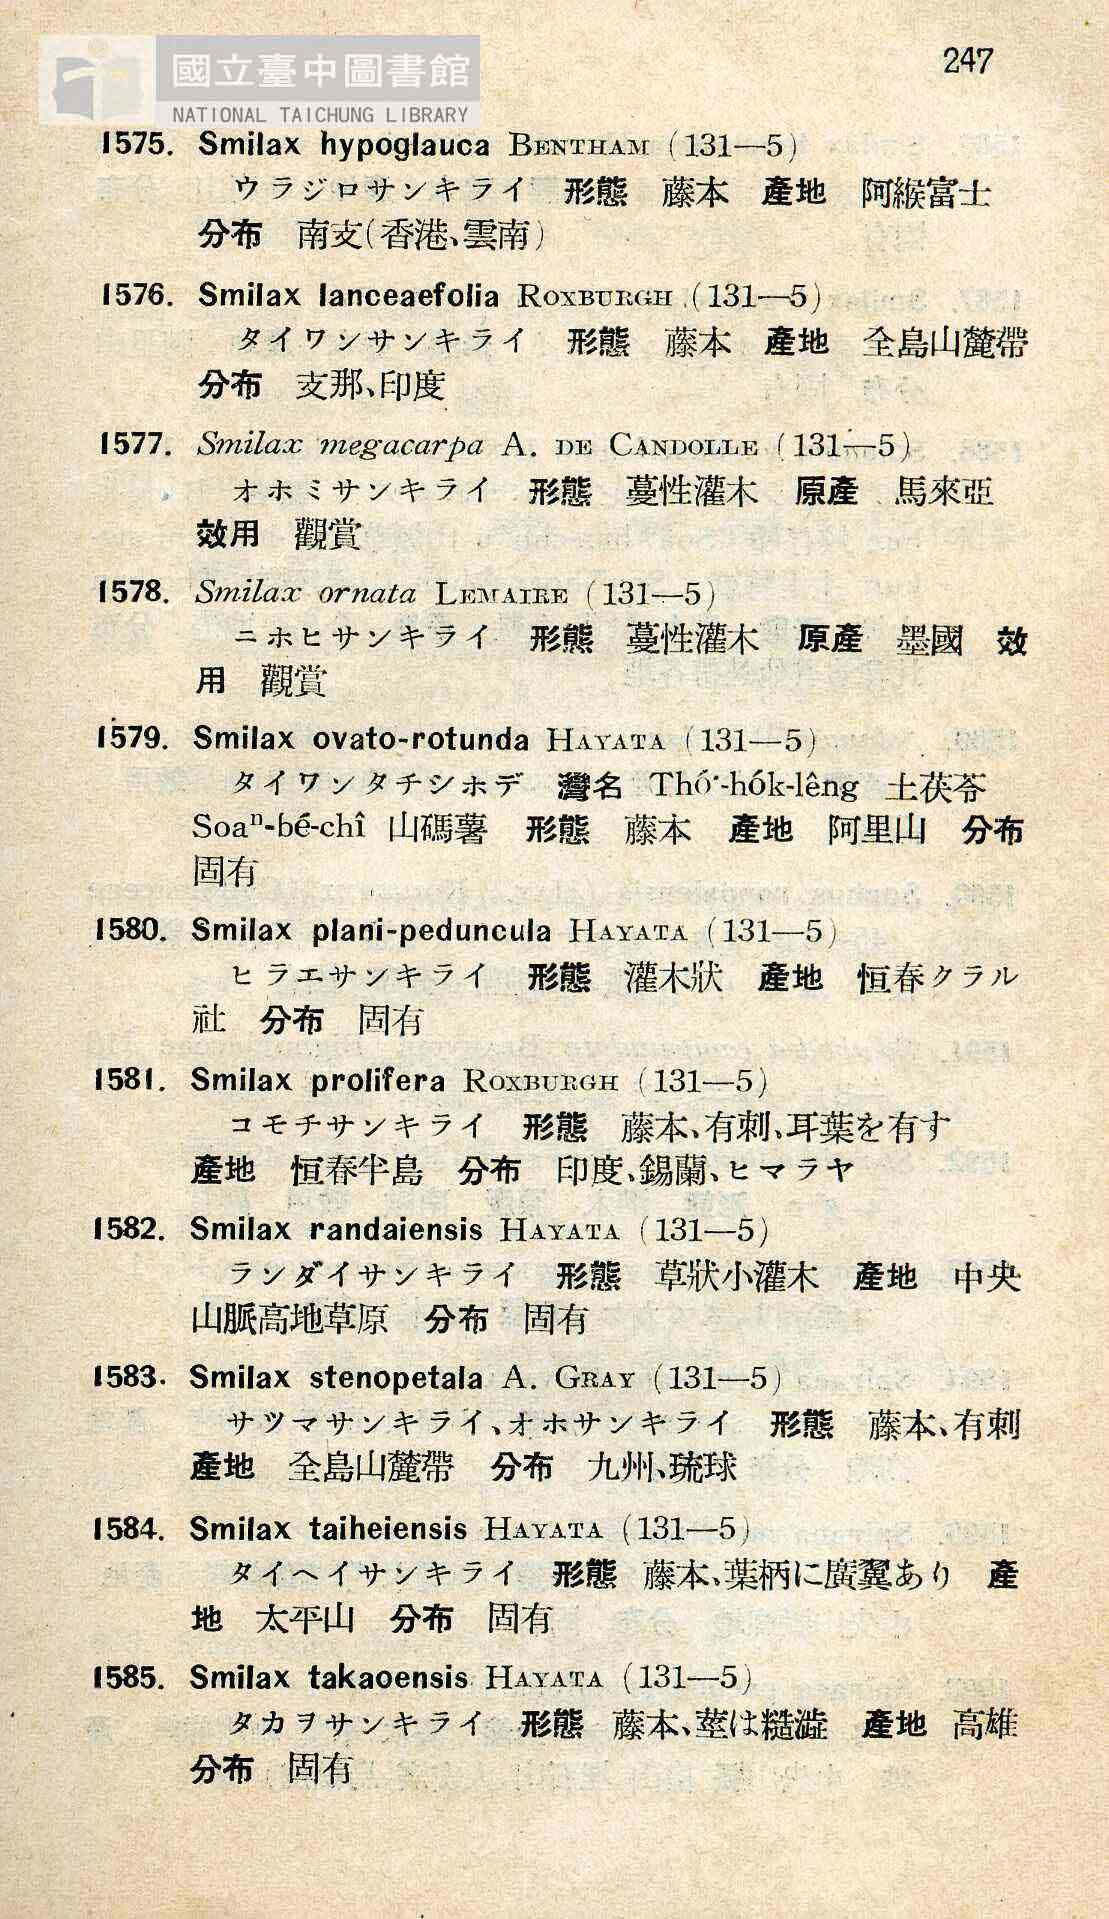 國立臺中圖書館
NATIONAL TAICHUNG LIBRARY
247
1575. Smilax hypoglauca BENTHAM (131—5)
ウラジロサンキライ 形態 藤本 產地 阿緱富士
分布 南支(香港、雲南)
1576. Smilax lanceaefolia ROXBURGH (131—5)
タイワンサンキライ 形態 藤本 產地 全島山麓帶
分布 支那、印度
1577. Smilax megacarpa A. DE CANDOLLE (131—5)
オホミサンキライ 形態 蔓性灌木 原產 馬來亞
效用 觀賞
1578. Smilax ornata LEMAIRE (131—5)
ニホヒサンキライ 形態 蔓性灌木 原產 墨國 效
用 觀賞
1579. Smilax ovato-rotunda HAYATA (131—5)
タイワンタチシホデ 灣名 Thó͘-hók-lêng 土茯苓
Soaⁿ-bé-chî 山碼薯 形態 藤本 產地 阿里山 分布
固有
1580. Smilax plani-peduncula HAYATA (131—5)
ヒラエサンキライ 形態 灌木狀 產地 恒春クラル
社 分布 固有
1581. Smilax prolifera ROXBURGH (131—5)
コモチサンキライ 形態 藤本、有刺、耳葉を有す
產地 恒春半島 分布 印度、錫蘭、ヒマラヤ
1582. Smilax randaiensis HAYATA (131—5)
ランダイサンキライ 形態 草狀小灌木 產地 中央
山脈高地草原 分布 固有
1583. Smilax stenopetala A. GRAY (131—5)
サツマサンキライ、オホサンキライ 形態 藤本、有刺
產地 全島山麓帶 分布 九州、琉球
1584. Smilax taiheiensis HAYATA (131—5)
タイヘイサンキライ 形態 藤本、葉柄に廣翼あり 產
地 太平山 分布 固有
1585. Smilax takaoensis HAYATA (131—5)
タカヲサンキライ 形態 藤本、莖は糙澁 產地 高雄
分布 固有